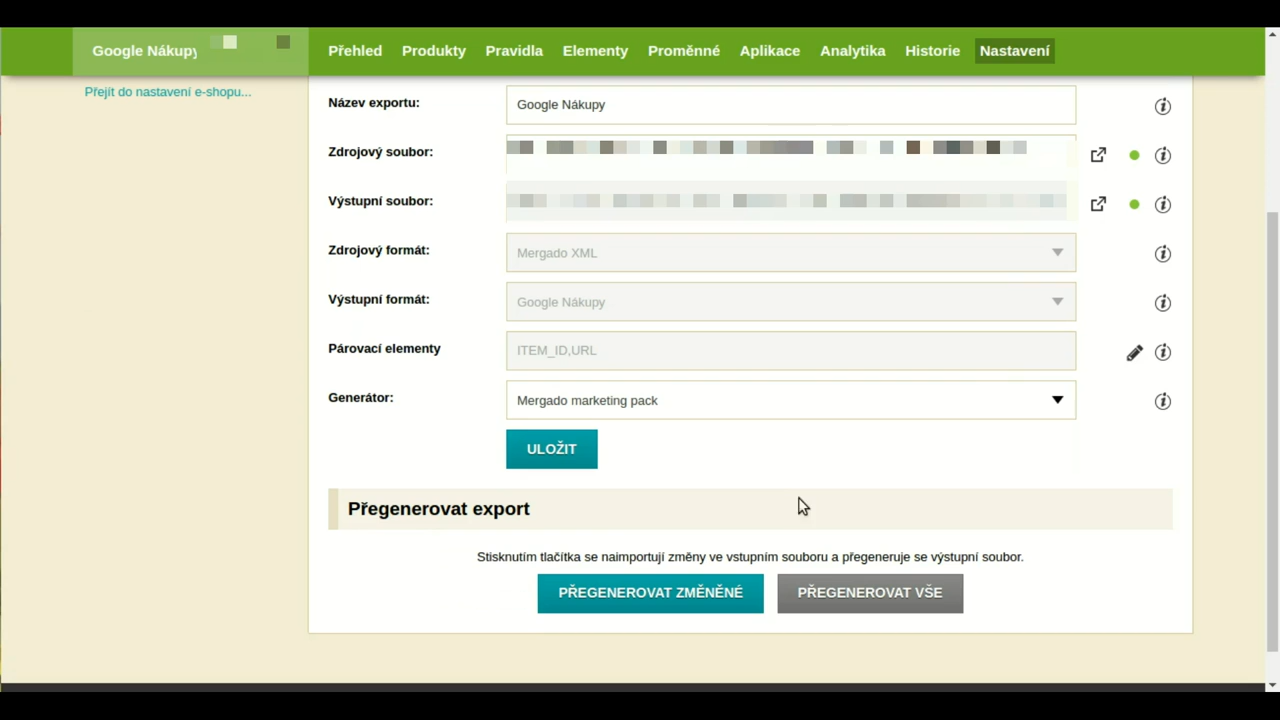 Google Nákupy
Přehled Produkty Pravidla Elementy Proměnné Aplikace Analytika Historie Nastavení
Přejít do nastavení e-shopu...
Název exportu: Google Nákupy
Zdrojový soubor:
Výstupní soubor:
Zdrojový formát: Mergado XML
Výstupní formát: Google Nákupy
Párovací elementy ITEM_ID,URL
Generátor: Mergado marketing pack
ULOŽIT
Přegenerovat export
Stisknutím tlačítka se naimportují změny ve vstupním souboru a přegeneruje se výstupní soubor.
PŘEGENEROVAT ZMĚNĚNÉ PŘEGENEROVAT VŠE